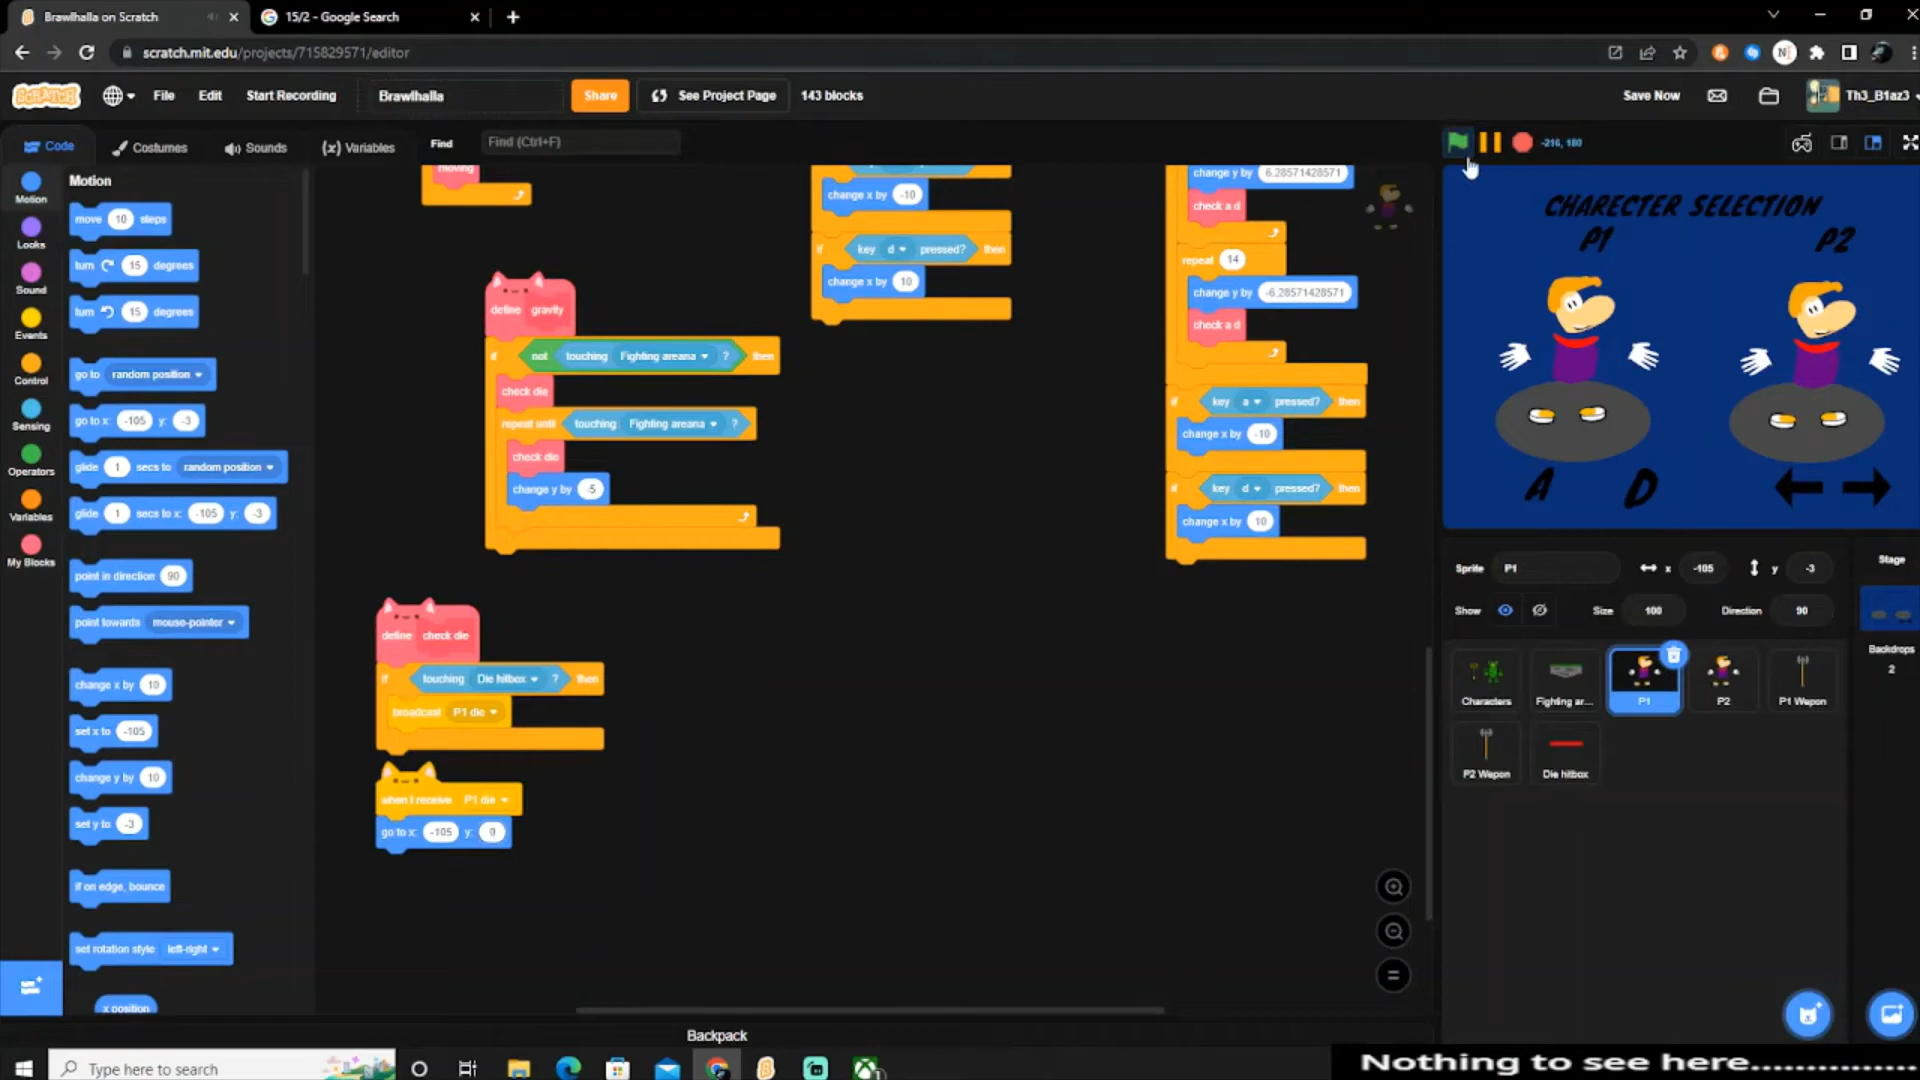 Brawlhalla on Scratch
15/2 - Google Search
scratch.mit.edu/projects/715829571/editor
SCRATCH File Edit Start Recording Brawlhalla Share See Project Page 143 blocks Save Now Th3_B1az3
Code Costumes Sounds (x) Variables Find Find (Ctrl+F) -216, 180
Motion
Looks
Sound
Events
Control
Sensing
Operators
Variables
My Blocks
Motion
move 10 steps
turn 15 degrees
turn 15 degrees
go to random position
go to x: -105 y: -3
glide 1 secs to random position
glide 1 secs to x: -105 y: -3
point in direction 90
point towards mouse-pointer
change x by 10
set x to -105
change y by 10
set y to -3
if on edge, bounce
set rotation style left-right
x position
moving
define gravity
if not touching Fighting areana ? then
check die
repeat until touching Fighting areana ?
check die
change y by -5
define check die
if touching Die hitbox ? then
broadcast P1 die
when I receive P1 die
go to x: -105 y: 0
change x by -10
if key d pressed? then
change x by 10
change y by 6.28571428571
check a d
repeat 14
change y by -6.28571428571
check a d
if key a pressed? then
change x by -10
if key d pressed? then
change x by 10
CHARECTER SELECTION
P1 P2
A D
Sprite P1 x -105 y -3
Show Size 100 Direction 90
Stage
Backdrops
2
Characters Fighting ar... P1 P2 P1 Wepon
P2 Wepon Die hitbox
Backpack
Type here to search
Nothing to see here..............